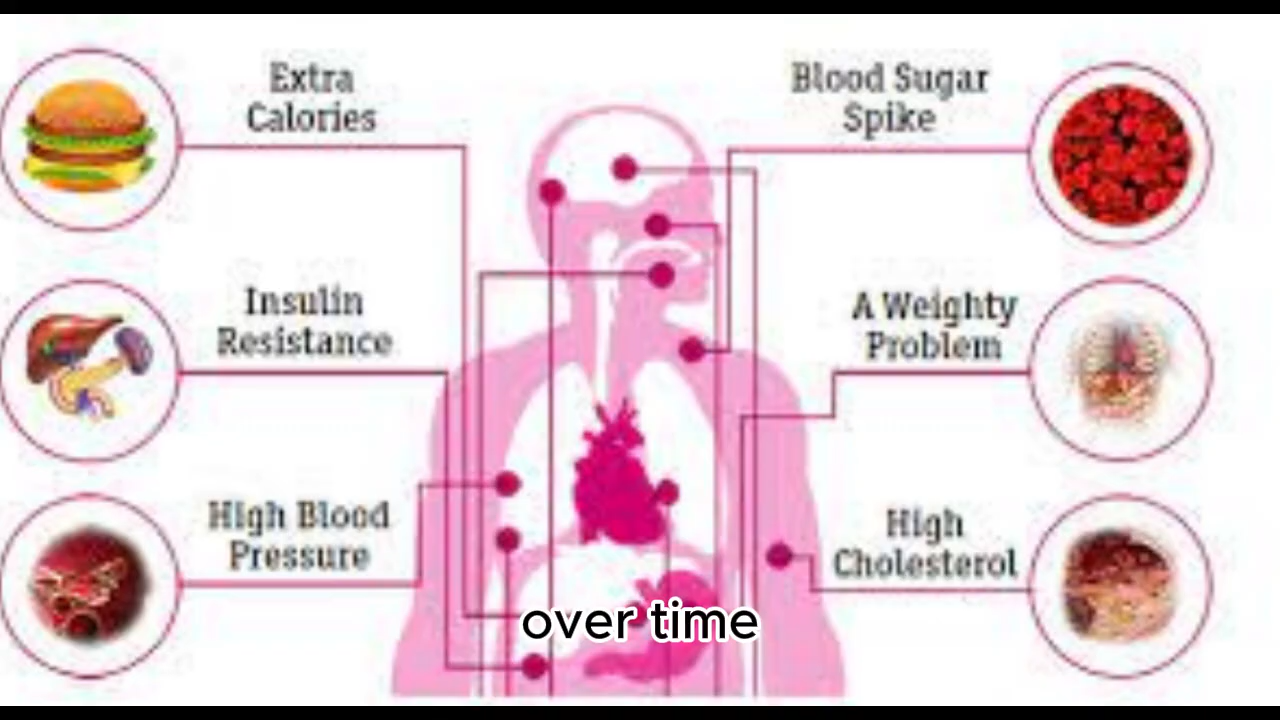 Extra
Calories
Blood Sugar
Spike
Insulin
Resistance
A Weighty
Problem
High Blood
Pressure
High
Cholesterol
over time